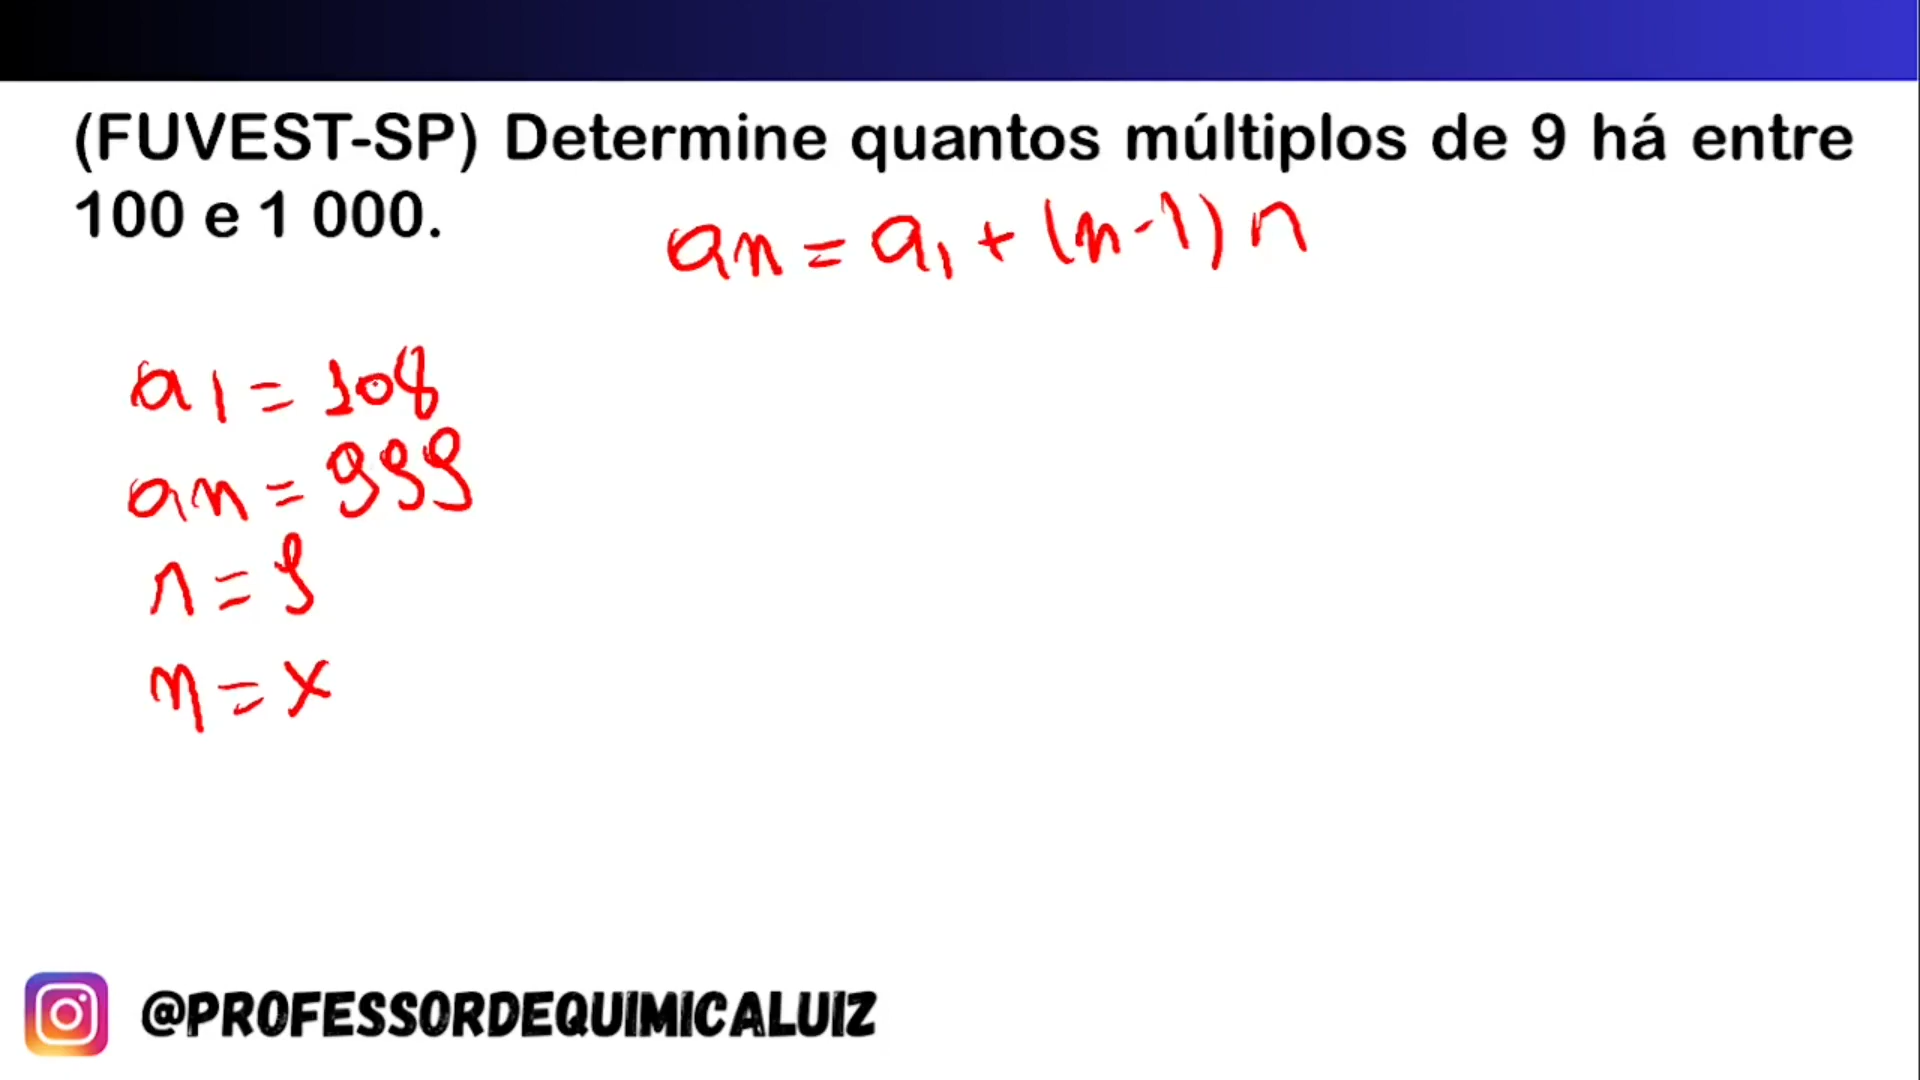 (FUVEST-SP) Determine quantos múltiplos de 9 há entre
100 e 1 000.
an = a1 + (n-1) r
a1 = 108
an = 999
r = 9
n = x
@PROFESSORDEQUIMICALUIZ